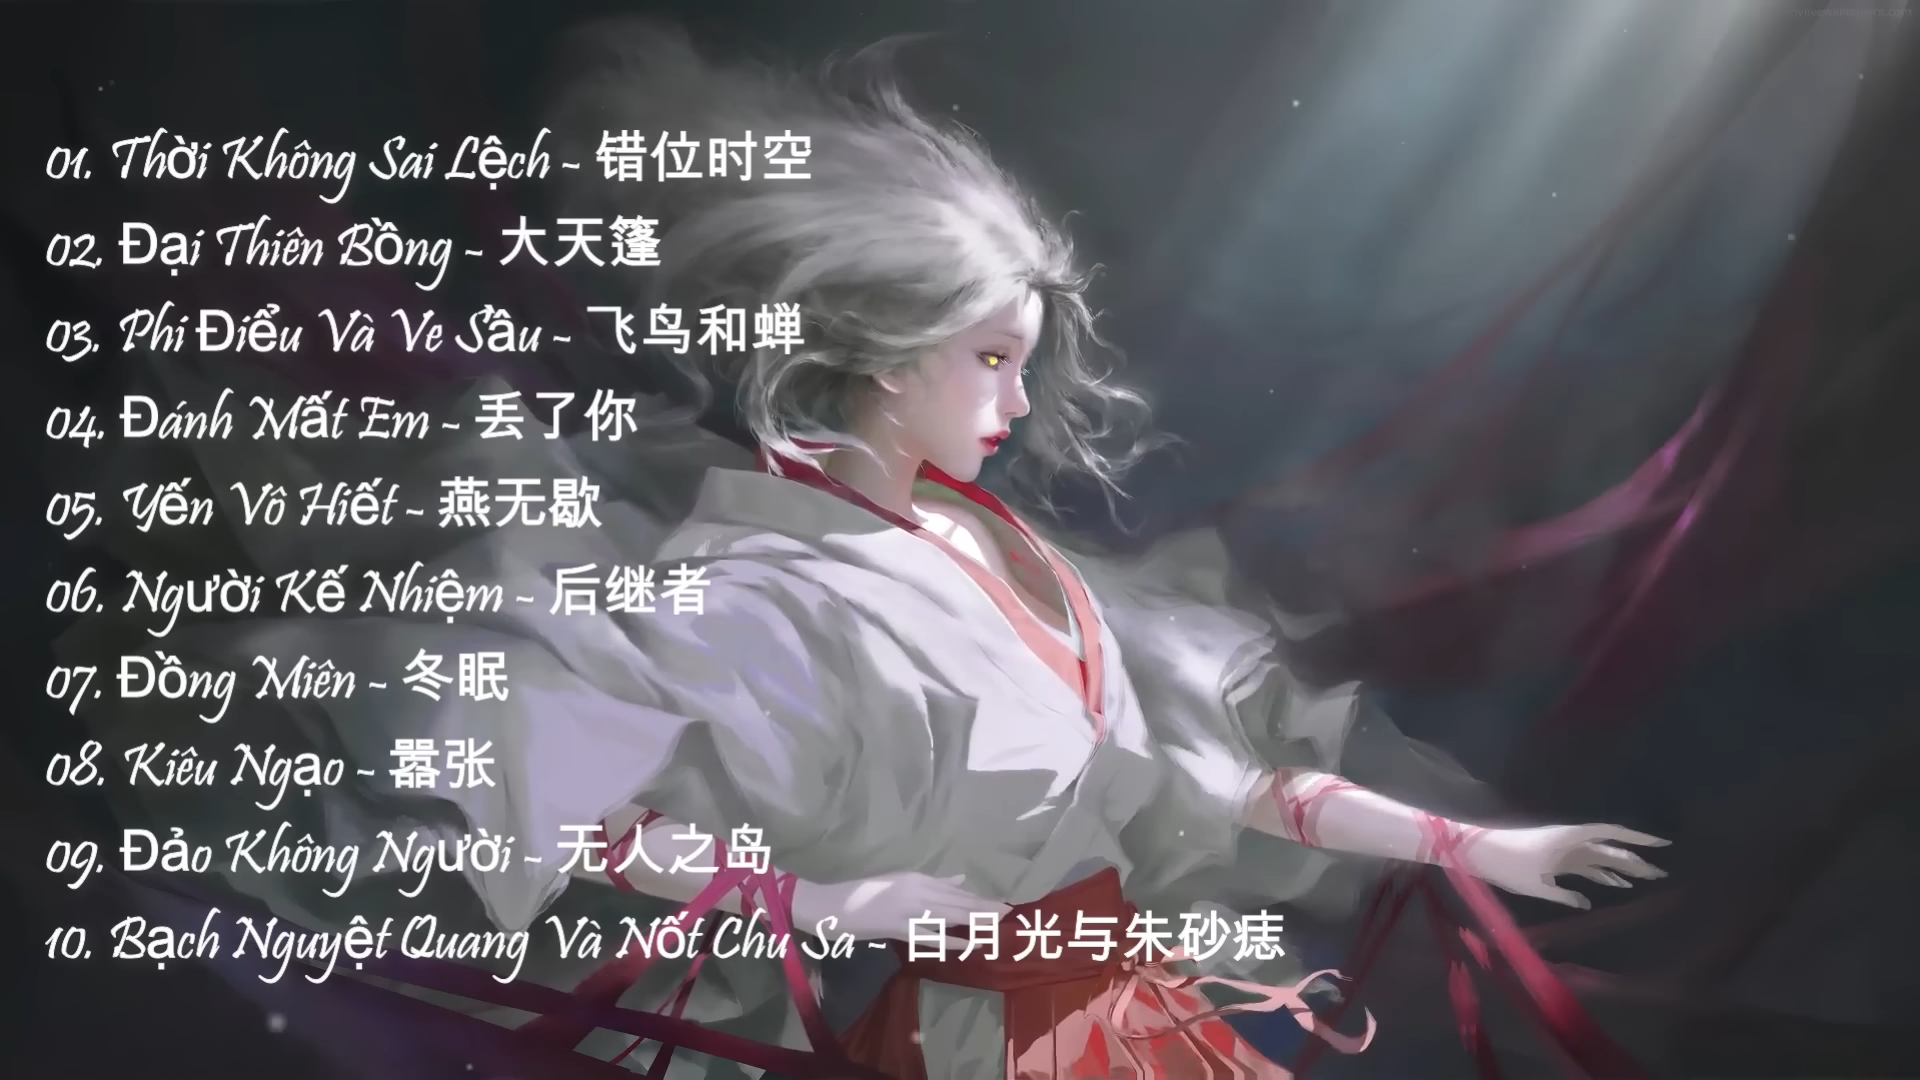 01. Thời Không Sai Lệch - 错位时空
02. Đại Thiên Bồng - 大天篷
03. Phi Điểu Và Ve Sầu - 飞鸟和蝉
04. Đánh Mất Em - 丢了你
05. Yến Vô Hiết - 燕无歇
06. Người Kế Nhiệm - 后继者
07. Đồng Miên - 冬眠
08. Kiêu Ngạo - 嚣张
09. Đảo Không Người - 无人之岛
10. Bạch Nguyệt Quang Và Nốt Chu Sa - 白月光与朱砂痣